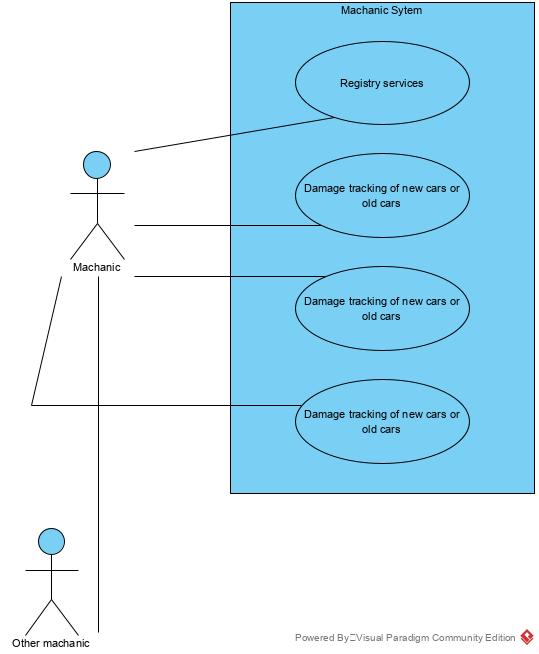 Machanic Sytem
Registry services
Damage tracking of new cars or
old cars
Machanic
Damage tracking of new cars or
old cars
Damage tracking of new cars or
old cars
Other machanic
Powered By Visual Paradigm Community Edition